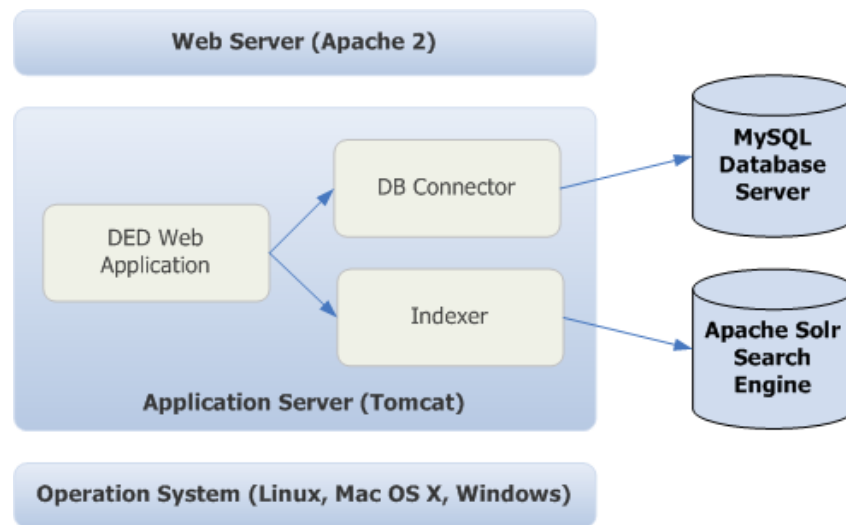 Web Server (Apache 2)
DB Connector
MySQL
Database
Server
DED Web
Application
Indexer
Apache Solr
Search
Engine
Application Server (Tomcat)
Operation System (Linux, Mac OS X, Windows)